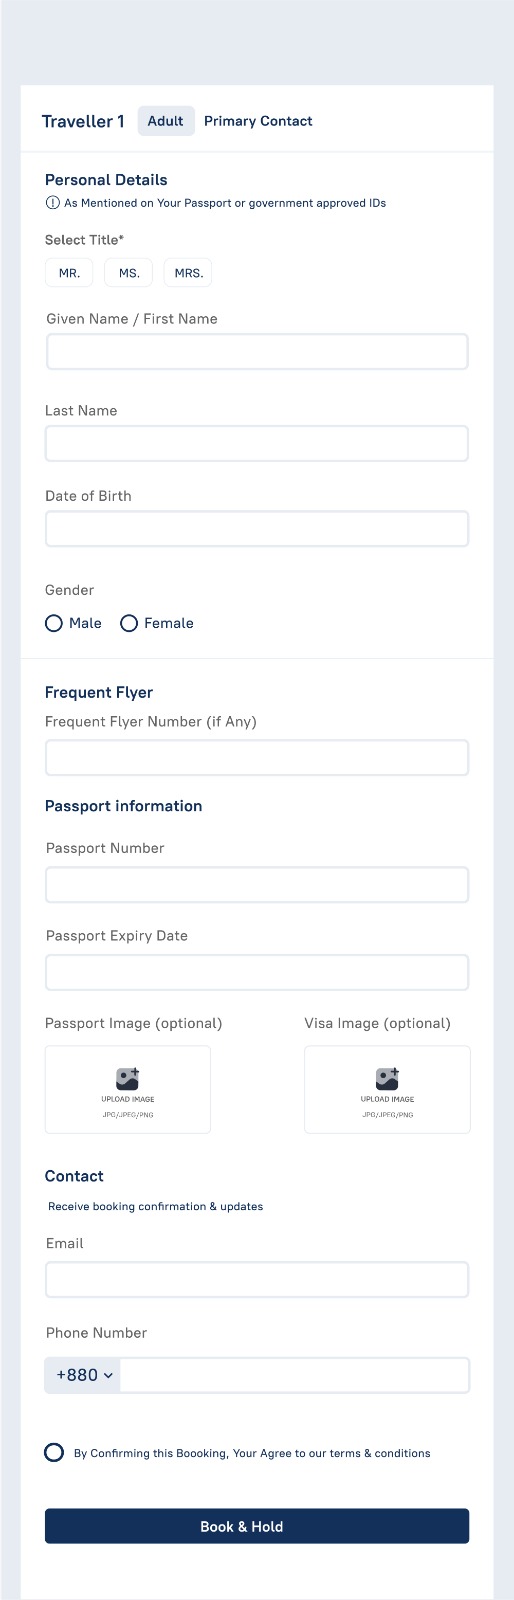 Traveller 1 Adult Primary Contact
Personal Details
As Mentioned on Your Passport or government approved IDs
Select Title*
MR. MS. MRS.
Given Name / First Name
Last Name
Date of Birth
Gender
Male Female
Frequent Flyer
Frequent Flyer Number (if Any)
Passport information
Passport Number
Passport Expiry Date
Passport Image (optional) Visa Image (optional)
UPLOAD IMAGE UPLOAD IMAGE
JPG/JPEG/PNG JPG/JPEG/PNG
Contact
Receive booking confirmation & updates
Email
Phone Number
+880
By Confirming this Boooking, Your Agree to our terms & conditions
Book & Hold